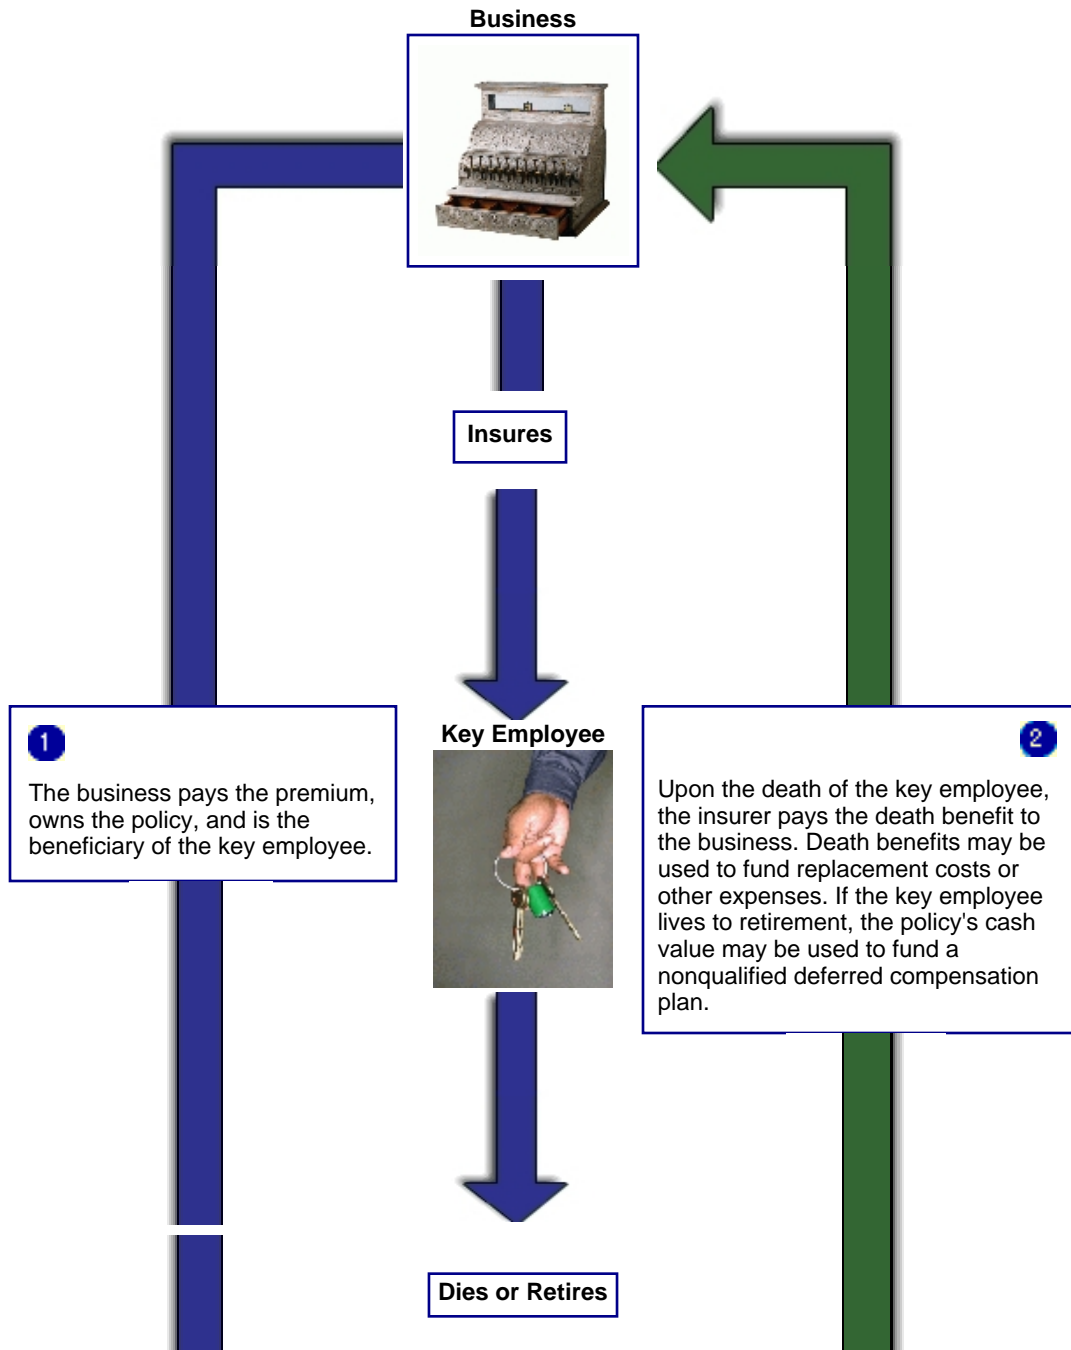 Business
Insures
Key Employee
1
The business pays the premium,
owns the policy, and is the
beneficiary of the key employee.
2
Upon the death of the key employee,
the insurer pays the death benefit to
the business. Death benefits may be
used to fund replacement costs or
other expenses. If the key employee
lives to retirement, the policy's cash
value may be used to fund a
nonqualified deferred compensation
plan.
Dies or Retires